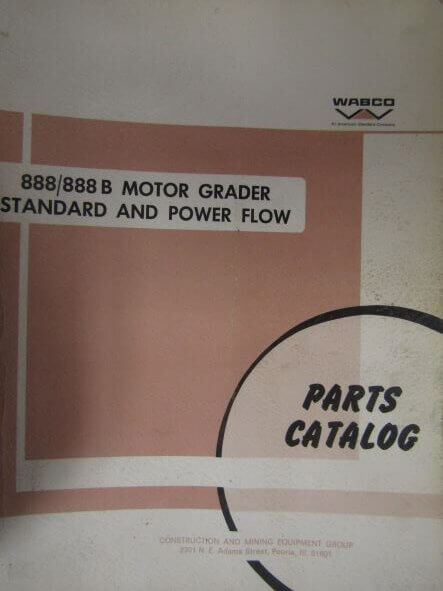 WABCO
An American-Standard Company
888/888 B MOTOR GRADER
STANDARD AND POWER FLOW
PARTS
CATALOG
CONSTRUCTION AND MINING EQUIPMENT GROUP
2301 N. E. Adams Street, Peoria, Ill. 61601